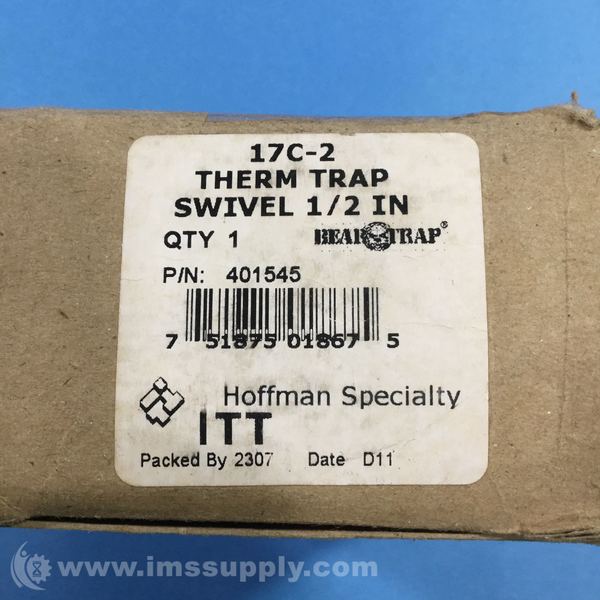 17C-2
THERM TRAP
SWIVEL 1/2 IN
QTY 1 BEAR TRAP®
P/N: 401545
7 51875 01867 5
Hoffman Specialty
ITT
Packed By 2307 Date D11
www.imssupply.com